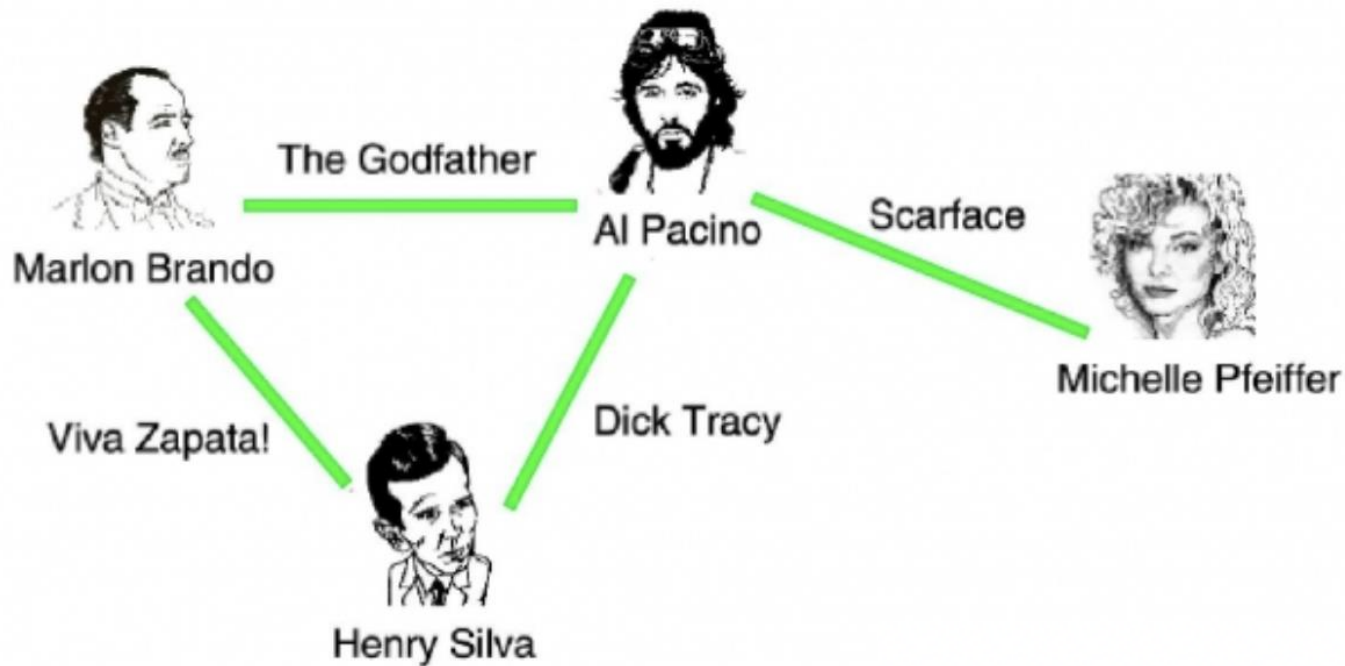 The Godfather
Al Pacino
Scarface
Marlon Brando
Michelle Pfeiffer
Viva Zapata!
Dick Tracy
Henry Silva